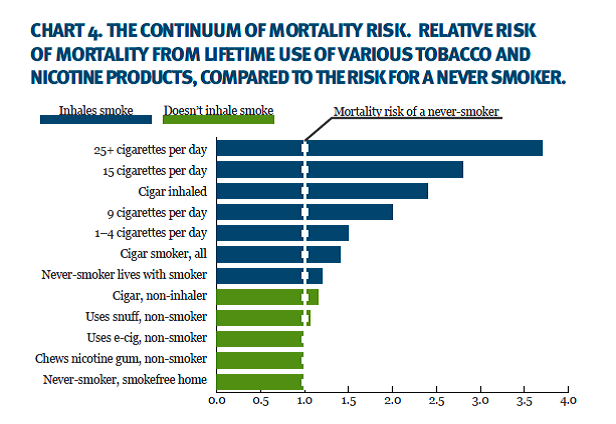 CHART 4. THE CONTINUUM OF MORTALITY RISK. RELATIVE RISK
OF MORTALITY FROM LIFETIME USE OF VARIOUS TOBACCO AND
NICOTINE PRODUCTS, COMPARED TO THE RISK FOR A NEVER SMOKER.
Inhales smoke
Doesn't inhale smoke
Mortality risk of a never-smoker
25+ cigarettes per day
15 cigarettes per day
Cigar inhaled
9 cigarettes per day
1–4 cigarettes per day
Cigar smoker, all
Never-smoker lives with smoker
Cigar, non-inhaler
Uses snuff, non-smoker
Uses e-cig, non-smoker
Chews nicotine gum, non-smoker
Never-smoker, smokefree home
0.0 0.5 1.0 1.5 2.0 2.5 3.0 3.5 4.0